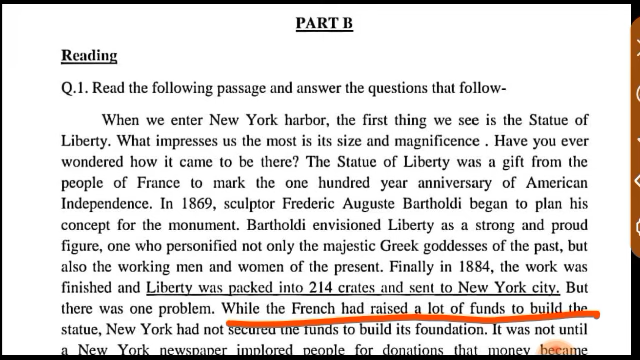 PART B
Reading
Q.1. Read the following passage and answer the questions that follow-
When we enter New York harbor, the first thing we see is the Statue of
Liberty. What impresses us the most is its size and magnificence . Have you ever
wondered how it came to be there? The Statue of Liberty was a gift from the
people of France to mark the one hundred year anniversary of American
Independence. In 1869, sculptor Frederic Auguste Bartholdi began to plan his
concept for the monument. Bartholdi envisioned Liberty as a strong and proud
figure, one who personified not only the majestic Greek goddesses of the past, but
also the working men and women of the present. Finally in 1884, the work was
finished and Liberty was packed into 214 crates and sent to New York city. But
there was one problem. While the French had raised a lot of funds to build the
statue, New York had not secured the funds to build its foundation. It was not until
a New York newspaper implored people for donations that money became